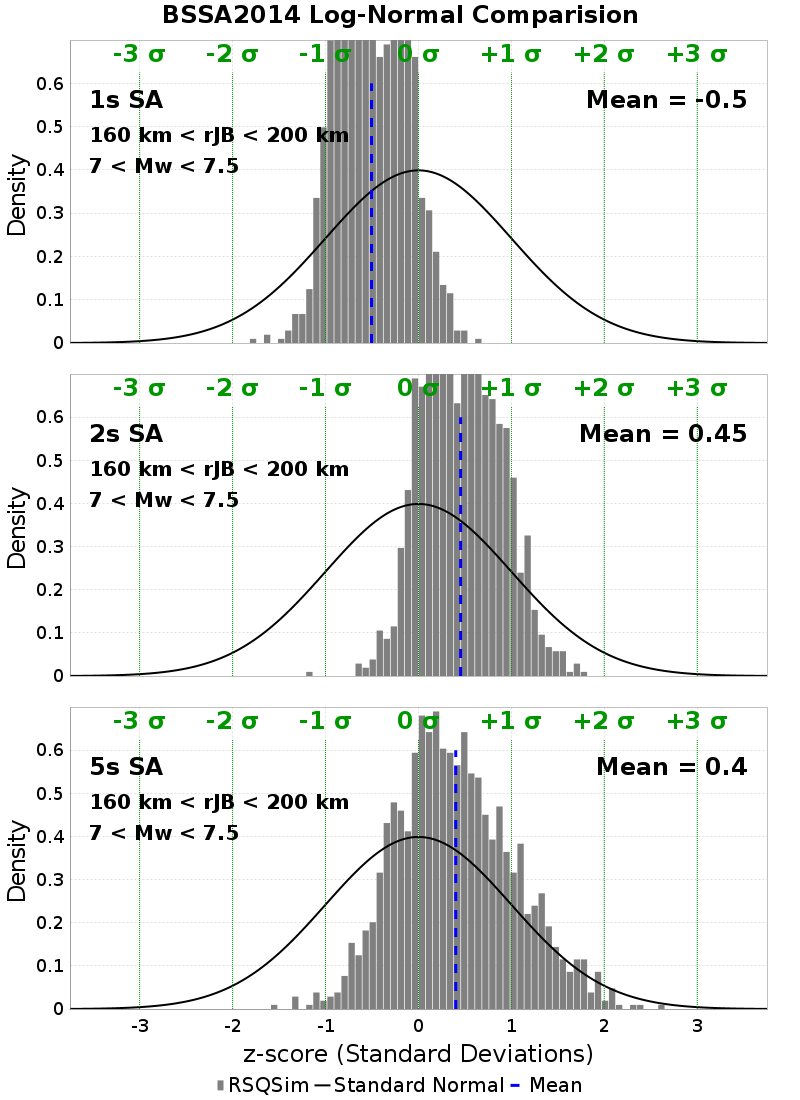 BSSA2014 Log-Normal Comparision
-3 σ -2 σ -1 σ 0 σ +1 σ +2 σ +3 σ
0.6
1s SA Mean = -0.5
0.5 160 km < rJB < 200 km
7 < Mw < 7.5
0.4
Density
0.3
0.2
0.1
0
-3 σ -2 σ -1 σ 0 σ +1 σ +2 σ +3 σ
0.6
2s SA Mean = 0.45
0.5 160 km < rJB < 200 km
7 < Mw < 7.5
0.4
Density
0.3
0.2
0.1
0
-3 σ -2 σ -1 σ 0 σ +1 σ +2 σ +3 σ
0.6
5s SA Mean = 0.4
0.5 160 km < rJB < 200 km
7 < Mw < 7.5
0.4
Density
0.3
0.2
0.1
0
-3 -2 -1 0 1 2 3
z-score (Standard Deviations)
RSQSim Standard Normal Mean